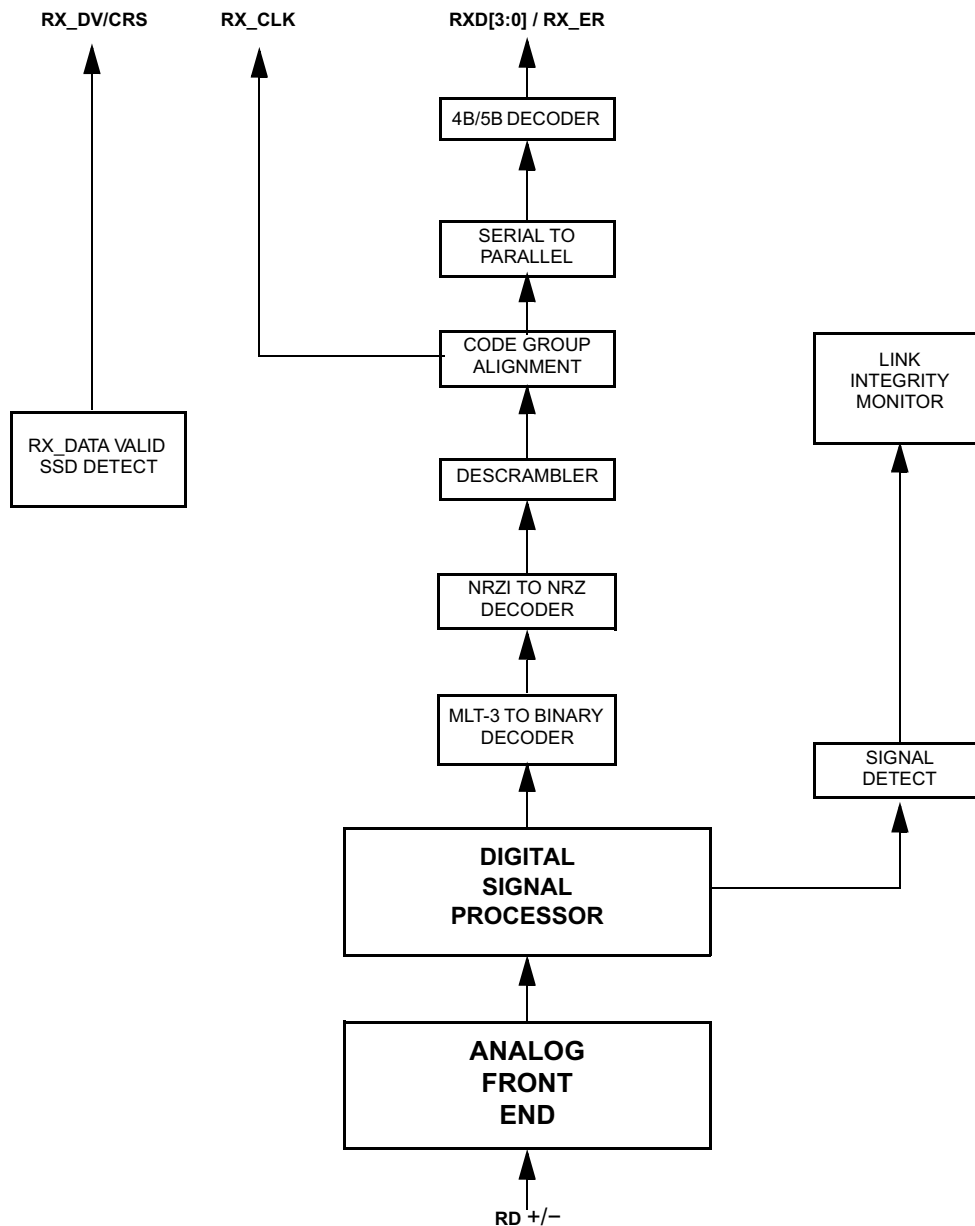 RX_DV/CRS
RX_CLK
RXD[3:0] / RX_ER
4B/5B DECODER
SERIAL TO
PARALLEL
CODE GROUP
ALIGNMENT
LINK
INTEGRITY
MONITOR
RX_DATA VALID
SSD DETECT
DESCRAMBLER
NRZI TO NRZ
DECODER
MLT-3 TO BINARY
DECODER
SIGNAL
DETECT
DIGITAL
SIGNAL
PROCESSOR
ANALOG
FRONT
END
RD +/−